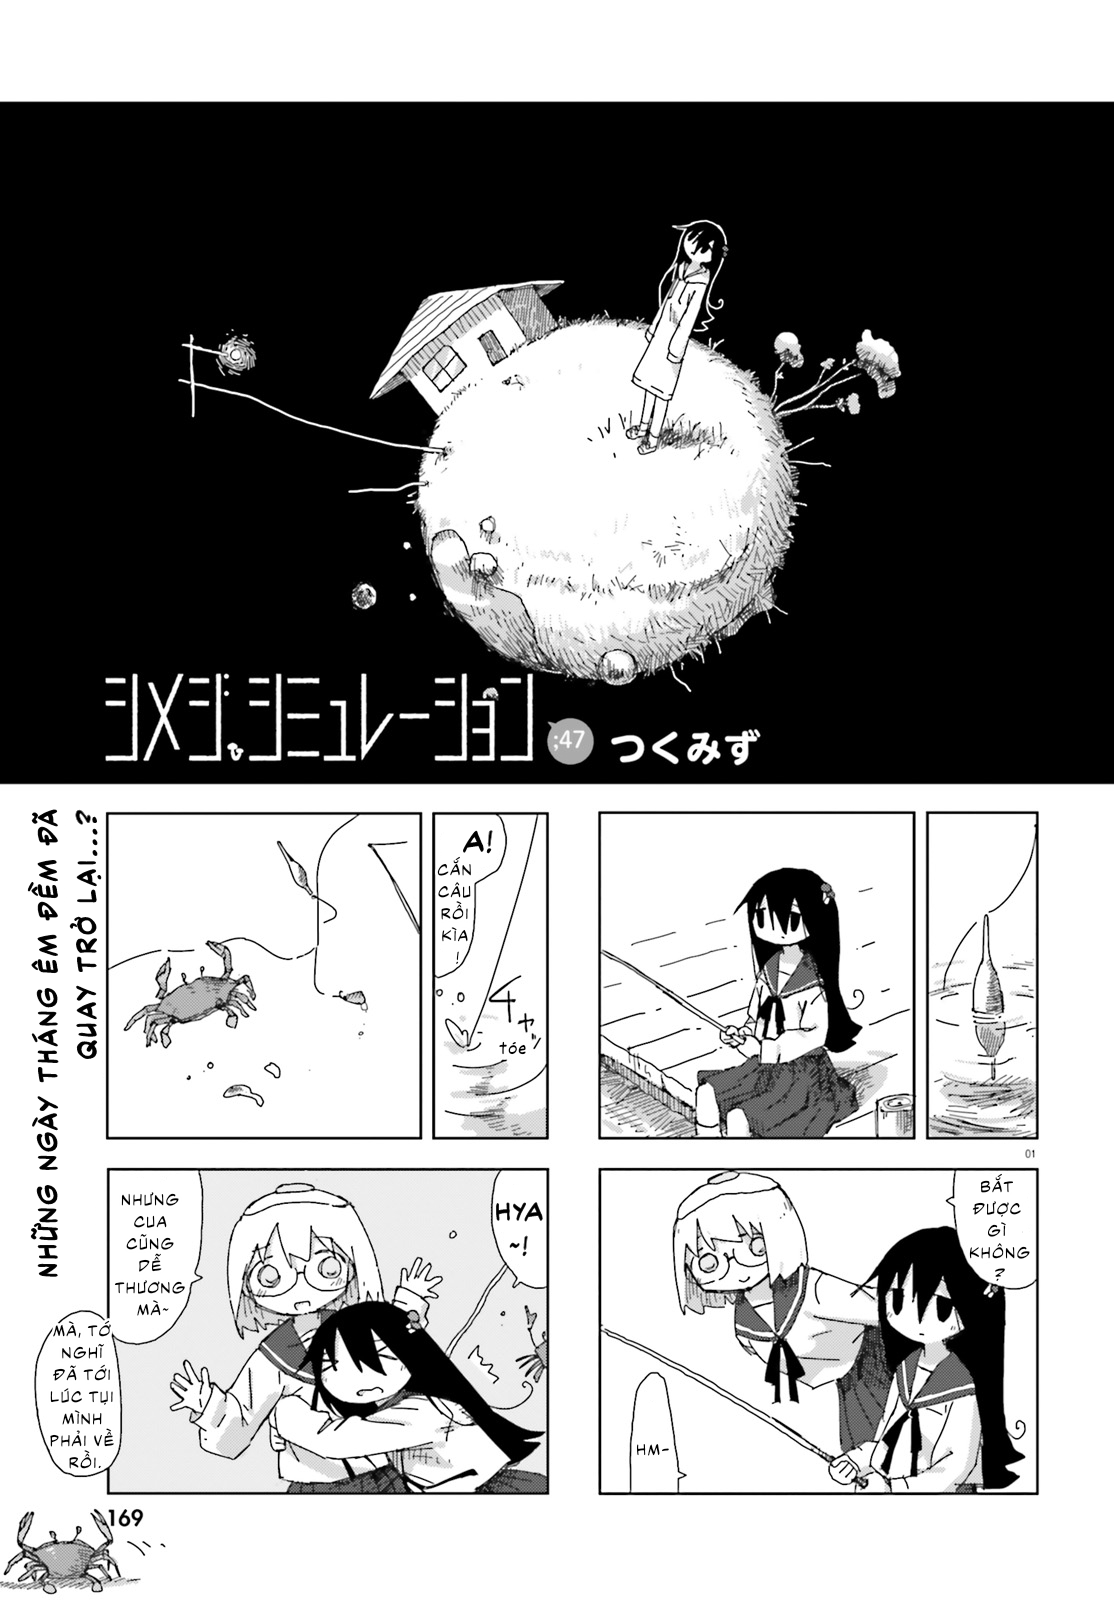 シメジ シミュレーション
;47
つくみず
NHỮNG NGÀY THÁNG ÊM ĐỀM ĐÃ
QUAY TRỞ LẠI...?
01
BẮT
ĐƯỢC
GÌ
KHÔNG
?
HM~
A!
CẮN
CÂU
RỒI
KÌA
!
チャ
tóe
HYA
~!
NHƯNG
CUA
CŨNG
DỄ
THƯƠNG
MÀ~
MÀ, TỚ
NGHĨ
ĐÃ TỚI
LÚC TỤI
MÌNH
PHẢI VỀ
RỒI.
169